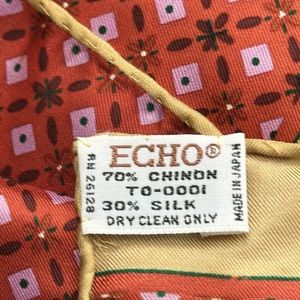 ECHO®
70% CHINON
TO-0001
30% SILK
DRY CLEAN ONLY
RN 26128
MADE IN JAPAN